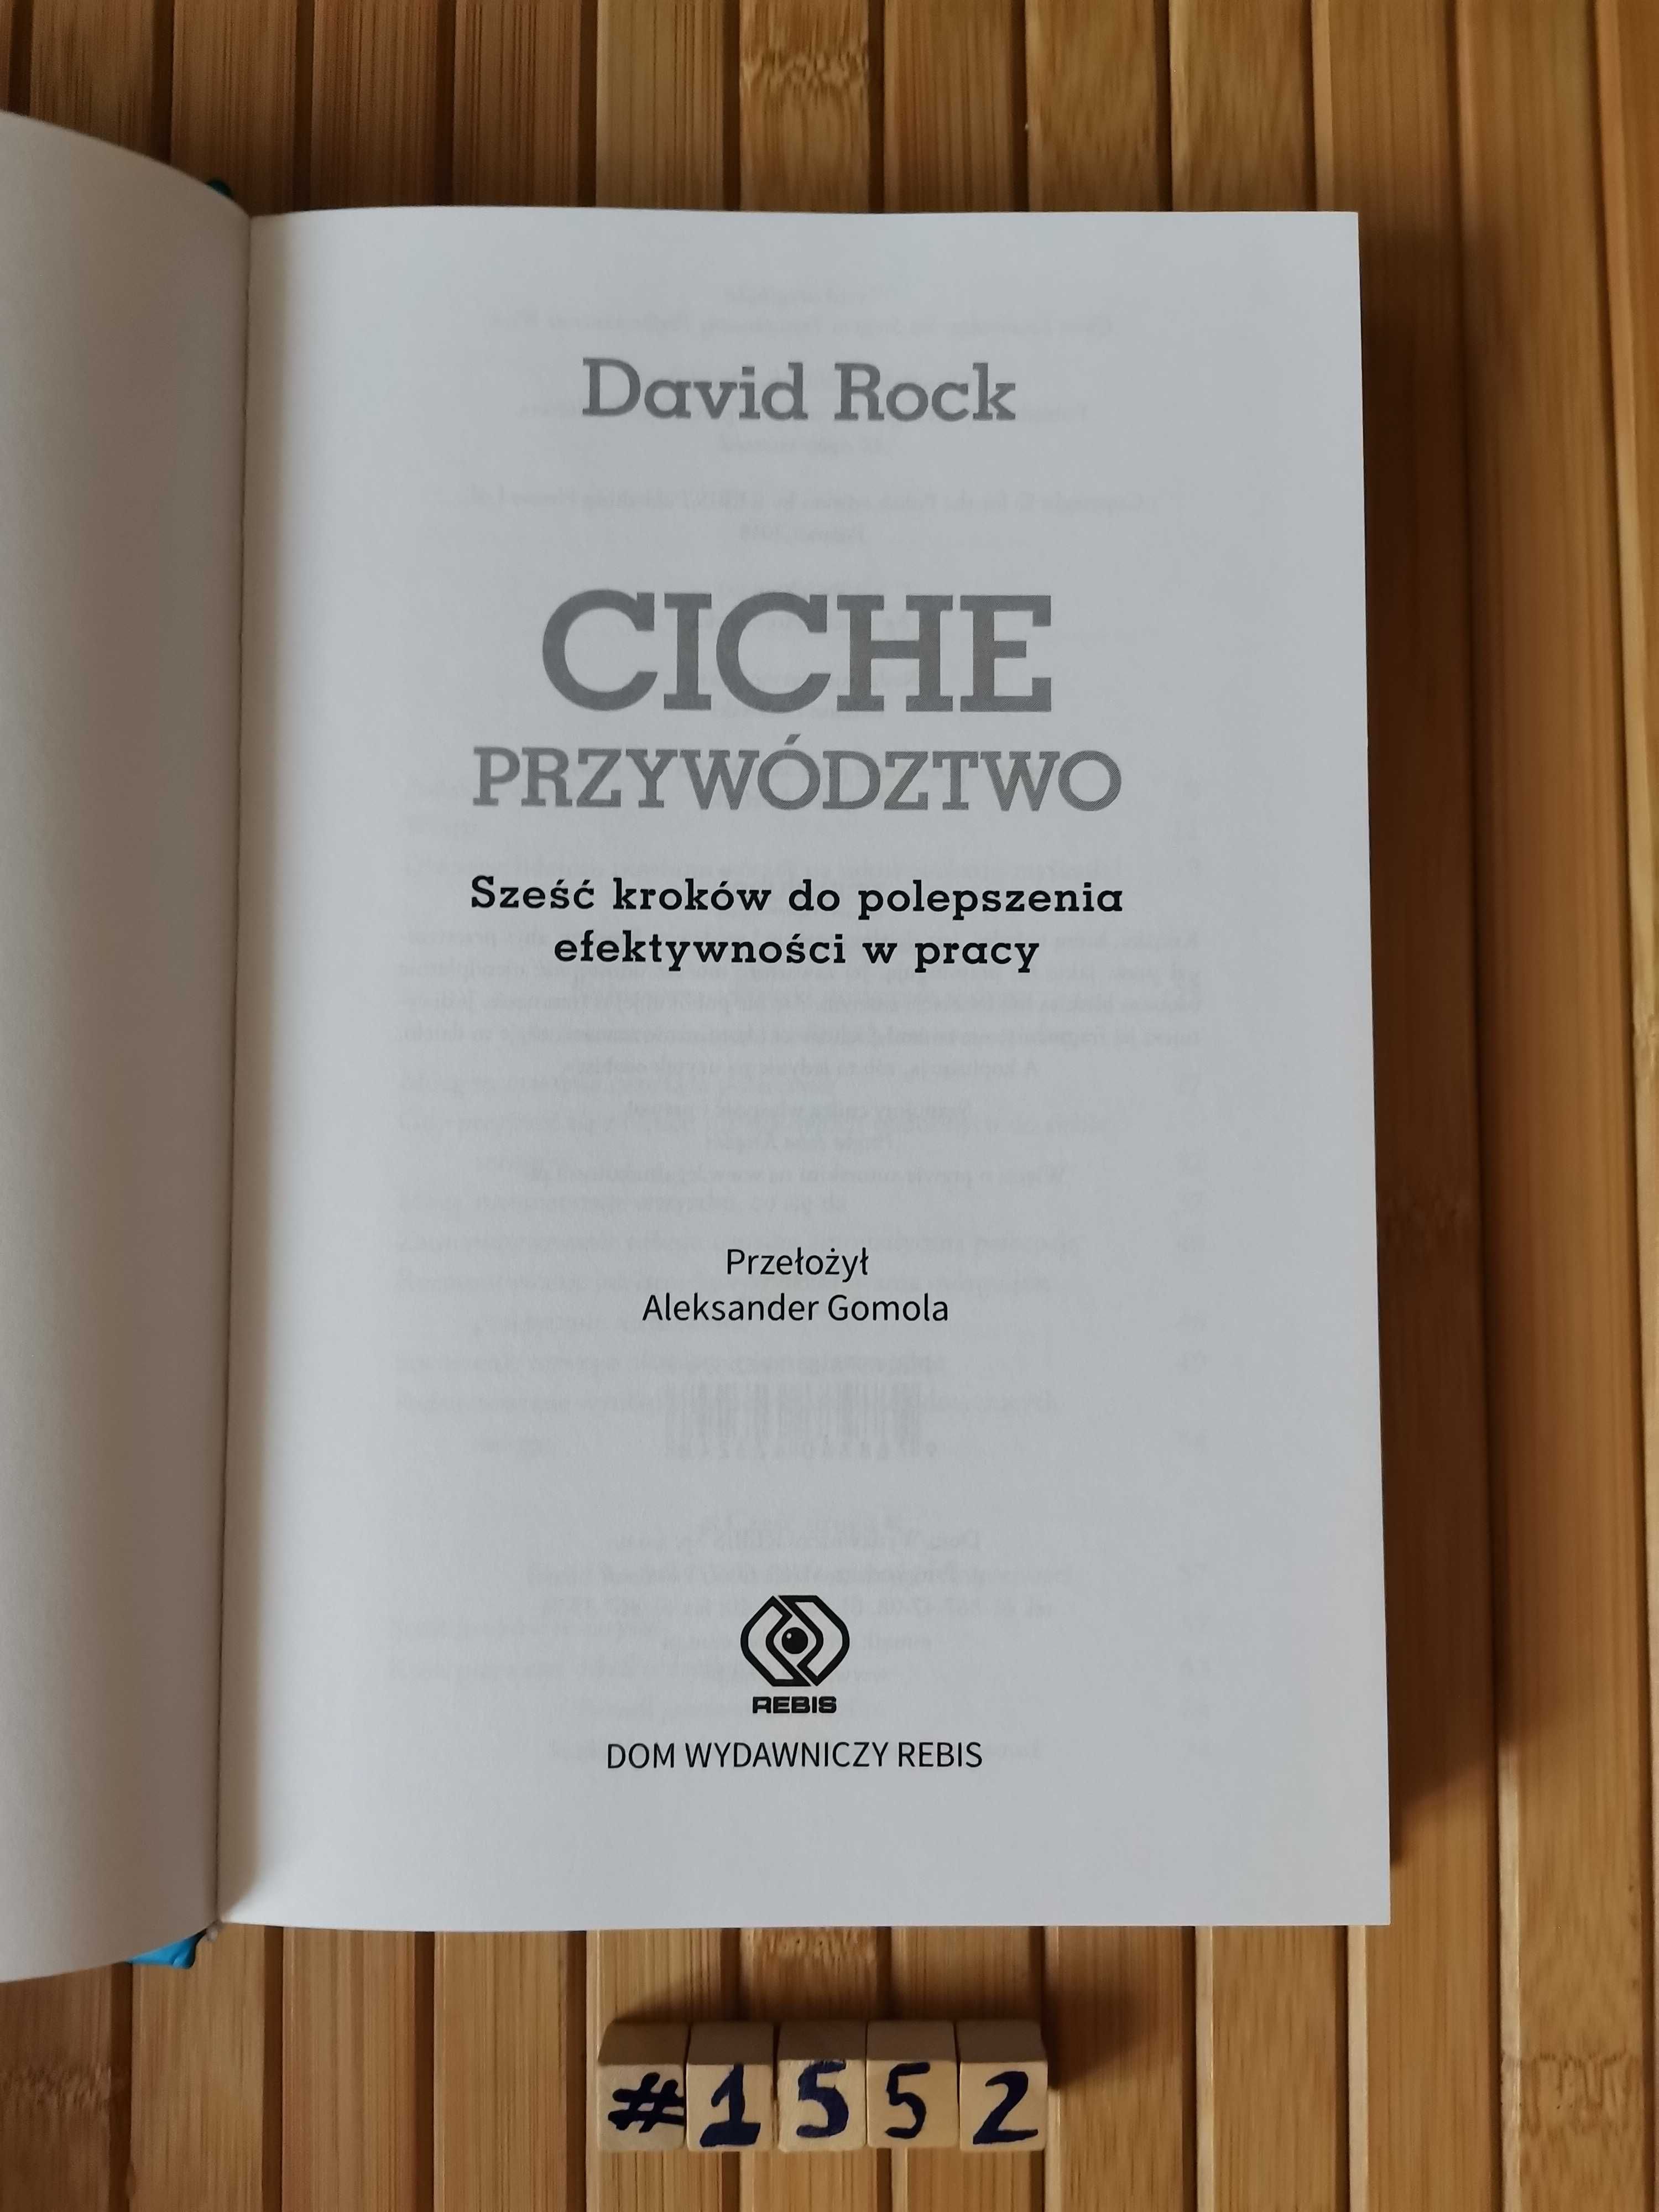 David Rock
CICHE
PRZYWÓDZTWO
Sześć kroków do polepszenia
efektywności w pracy
Przełożył
Aleksander Gomola
REBIS
DOM WYDAWNICZY REBIS
#1552